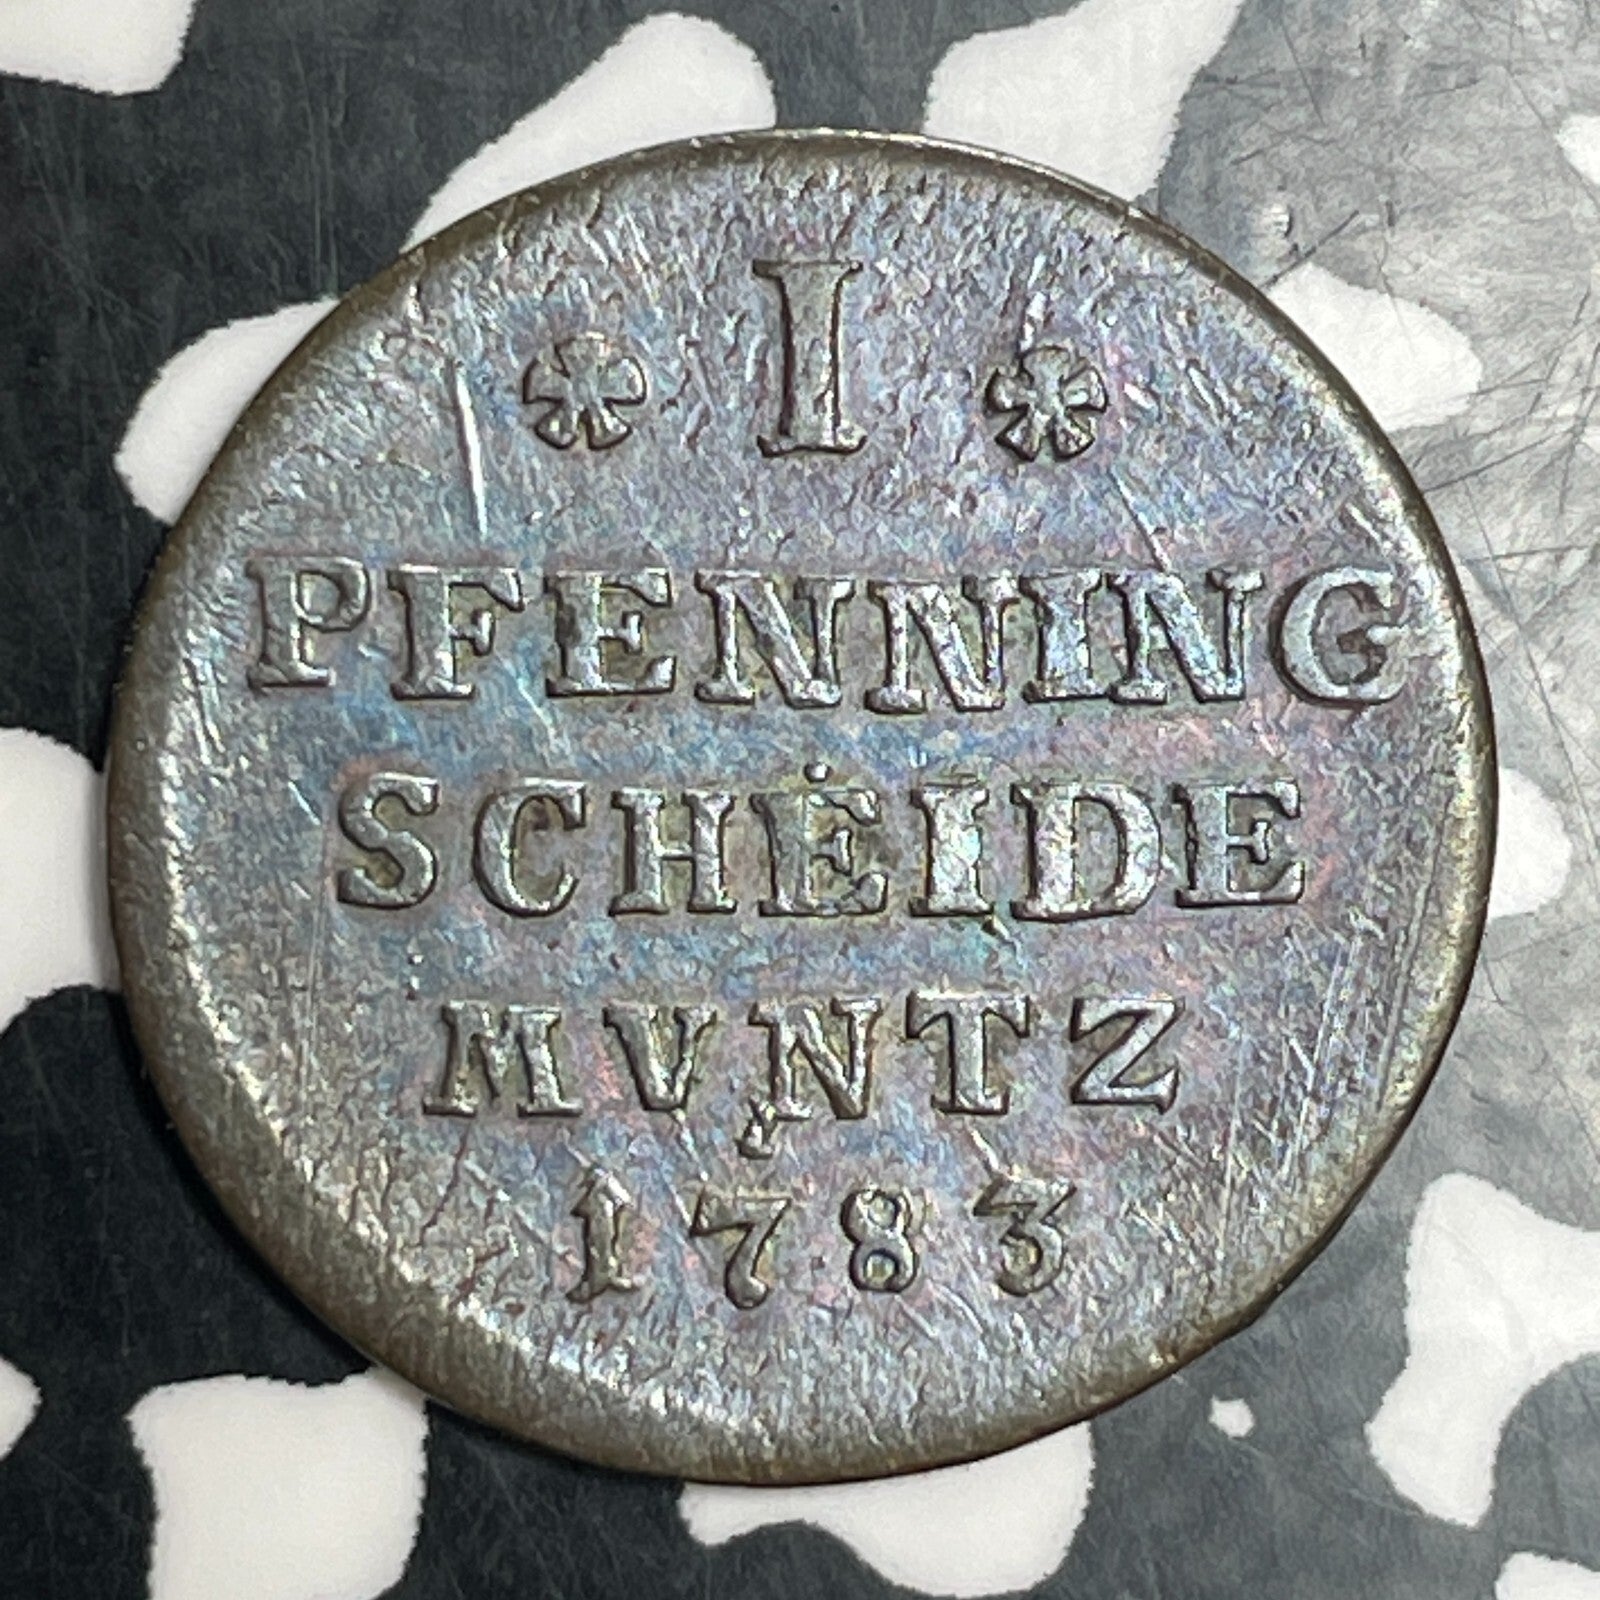 I
PFENNING
SCHEIDE
MVNTZ
1783